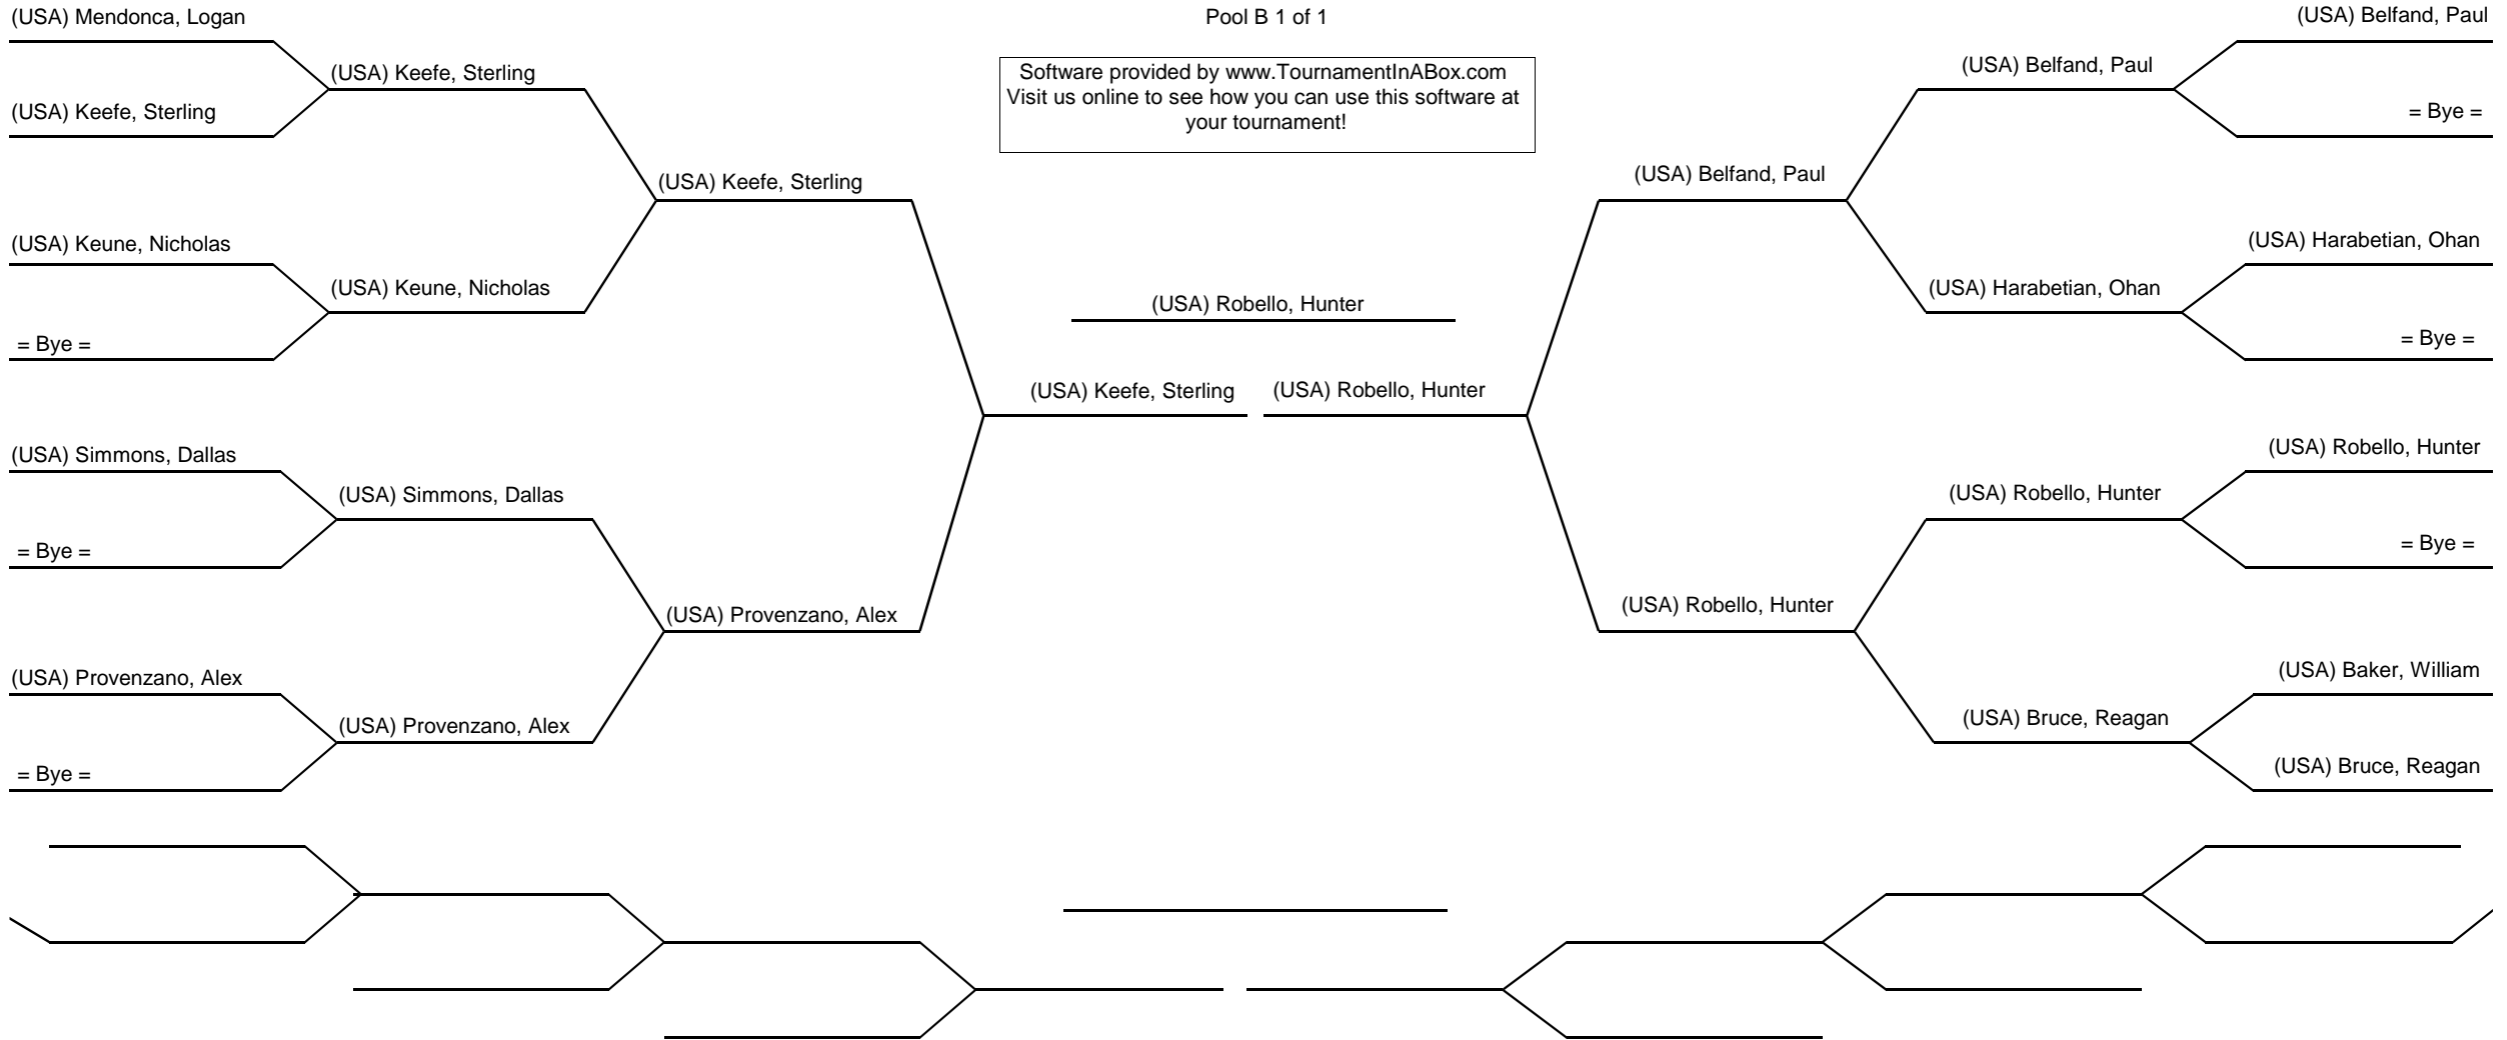 Pool B 1 of 1
Software provided by www.TournamentInABox.com
Visit us online to see how you can use this software at
your tournament!
(USA) Mendonca, Logan
(USA) Keefe, Sterling
(USA) Keune, Nicholas
= Bye =
(USA) Simmons, Dallas
= Bye =
(USA) Provenzano, Alex
= Bye =
(USA) Keefe, Sterling
(USA) Keune, Nicholas
(USA) Simmons, Dallas
(USA) Provenzano, Alex
(USA) Keefe, Sterling
(USA) Provenzano, Alex
(USA) Robello, Hunter
(USA) Keefe, Sterling
(USA) Robello, Hunter
(USA) Belfand, Paul
(USA) Robello, Hunter
(USA) Belfand, Paul
(USA) Harabetian, Ohan
(USA) Robello, Hunter
(USA) Bruce, Reagan
(USA) Belfand, Paul
= Bye =
(USA) Harabetian, Ohan
= Bye =
(USA) Robello, Hunter
= Bye =
(USA) Baker, William
(USA) Bruce, Reagan